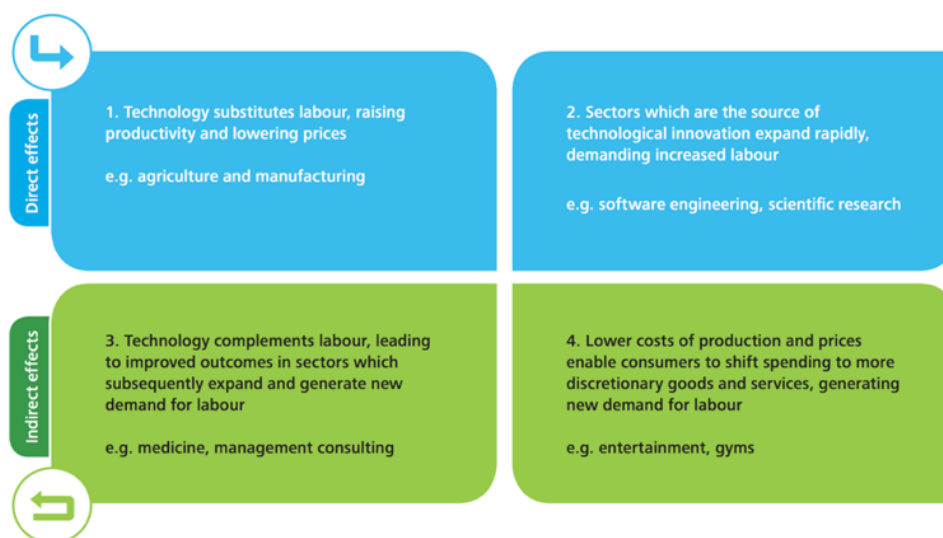 Direct effects
1. Technology substitutes labour, raising
productivity and lowering prices
e.g. agriculture and manufacturing
2. Sectors which are the source of
technological innovation expand rapidly,
demanding increased labour
e.g. software engineering, scientific research
Indirect effects
3. Technology complements labour, leading
to improved outcomes in sectors which
subsequently expand and generate new
demand for labour
e.g. medicine, management consulting
4. Lower costs of production and prices
enable consumers to shift spending to more
discretionary goods and services, generating
new demand for labour
e.g. entertainment, gyms